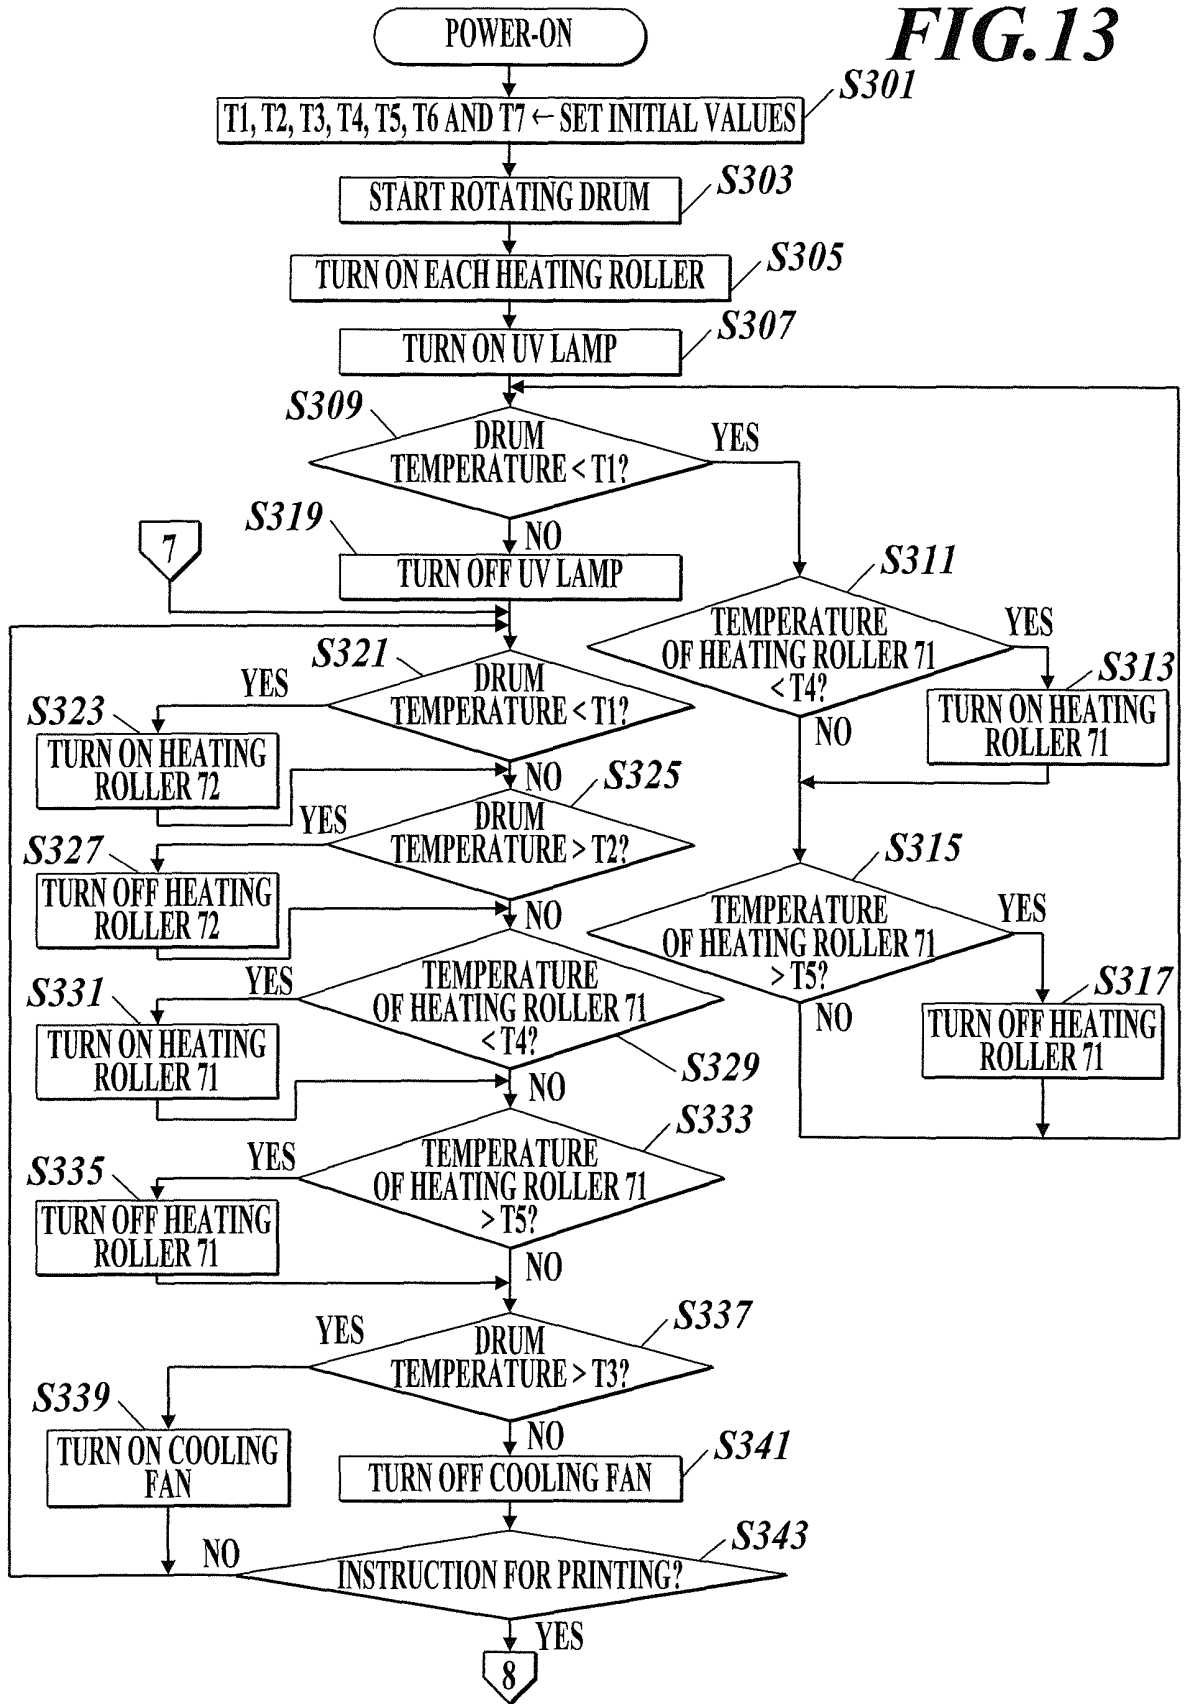 FIG.13
POWER-ON
S301
T1, T2, T3, T4, T5, T6 AND T7 ← SET INITIAL VALUES
S303
START ROTATING DRUM
S305
TURN ON EACH HEATING ROLLER
S307
TURN ON UV LAMP
S309
DRUM
TEMPERATURE < T1?
YES
NO
S319
TURN OFF UV LAMP
7
S311
TEMPERATURE
OF HEATING ROLLER 71
< T4?
YES
NO
S313
TURN ON HEATING
ROLLER 71
S315
TEMPERATURE
OF HEATING ROLLER 71
> T5?
YES
NO
S317
TURN OFF HEATING
ROLLER 71
S321
DRUM
TEMPERATURE < T1?
YES
NO
S323
TURN ON HEATING
ROLLER 72
S325
DRUM
TEMPERATURE > T2?
YES
NO
S327
TURN OFF HEATING
ROLLER 72
S329
TEMPERATURE
OF HEATING ROLLER 71
< T4?
YES
NO
S331
TURN ON HEATING
ROLLER 71
S333
TEMPERATURE
OF HEATING ROLLER 71
> T5?
YES
NO
S335
TURN OFF HEATING
ROLLER 71
S337
DRUM
TEMPERATURE > T3?
YES
NO
S339
TURN ON COOLING
FAN
S341
TURN OFF COOLING FAN
S343
INSTRUCTION FOR PRINTING?
NO
YES
8